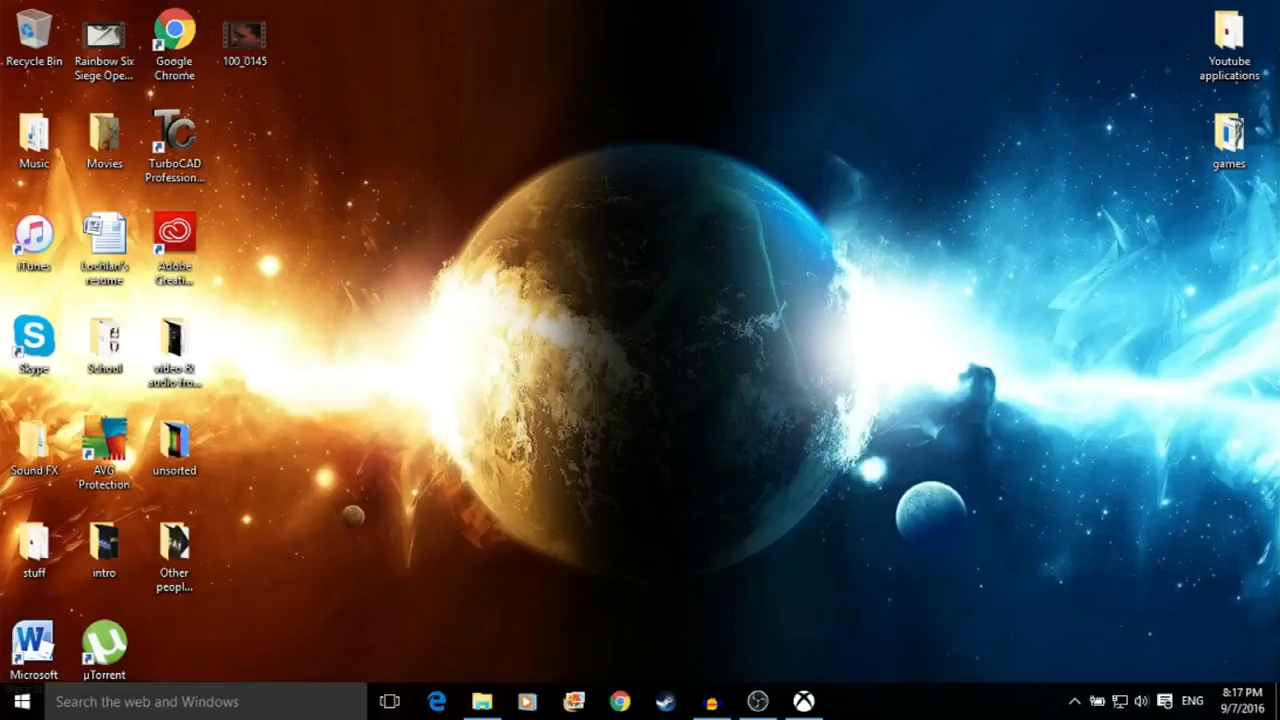 Recycle Bin
Rainbow Six
Siege Ope...
Google
Chrome
100_0145
Youtube
applications
Music
Movies
TurboCAD
Profession...
games
iTunes
Lochlan's
resume
Adobe
Creati...
Skype
School
video &
audio fro...
Sound FX
AVG
Protection
unsorted
stuff
intro
Other
peopl...
Microsoft
µTorrent
Search the web and Windows
ENG
8:17 PM
9/7/2016